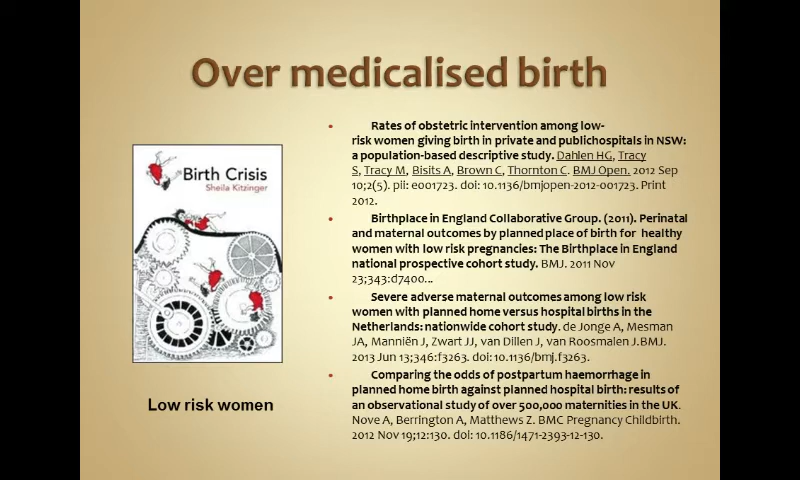 Over medicalised birth
Birth Crisis
Sheila Kitzinger
Low risk women
• Rates of obstetric intervention among low-
risk women giving birth in private and publichospitals in NSW:
a population-based descriptive study. Dahlen HG, Tracy
S, Tracy M, Bisits A, Brown C, Thornton C. BMJ Open. 2012 Sep
10;2(5). pii: e001723. doi: 10.1136/bmjopen-2012-001723. Print
2012.
• Birthplace in England Collaborative Group. (2011). Perinatal
and maternal outcomes by planned place of birth for healthy
women with low risk pregnancies: The Birthplace in England
national prospective cohort study. BMJ. 2011 Nov
23;343:d7400...
• Severe adverse maternal outcomes among low risk
women with planned home versus hospital births in the
Netherlands: nationwide cohort study. de Jonge A, Mesman
JA, Manniën J, Zwart JJ, van Dillen J, van Roosmalen J.BMJ.
2013 Jun 13;346:f3263. doi: 10.1136/bmj.f3263.
• Comparing the odds of postpartum haemorrhage in
planned home birth against planned hospital birth: results of
an observational study of over 500,000 maternities in the UK.
Nove A, Berrington A, Matthews Z. BMC Pregnancy Childbirth.
2012 Nov 19;12:130. doi: 10.1186/1471-2393-12-130.